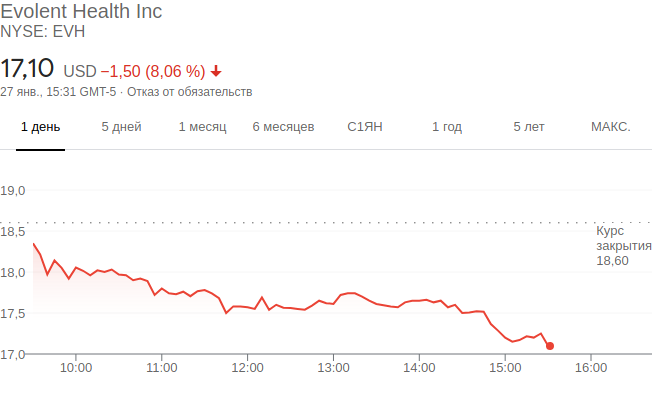 Evolent Health Inc
NYSE: EVH
17,10 USD −1,50 (8,06 %)
27 янв., 15:31 GMT-5 · Отказ от обязательств
1 день 5 дней 1 месяц 6 месяцев С1ЯН 1 год 5 лет МАКС.
19,0
18,5
18,0
17,5
17,0
Курс
закрытия
18,60
10:00 11:00 12:00 13:00 14:00 15:00 16:00